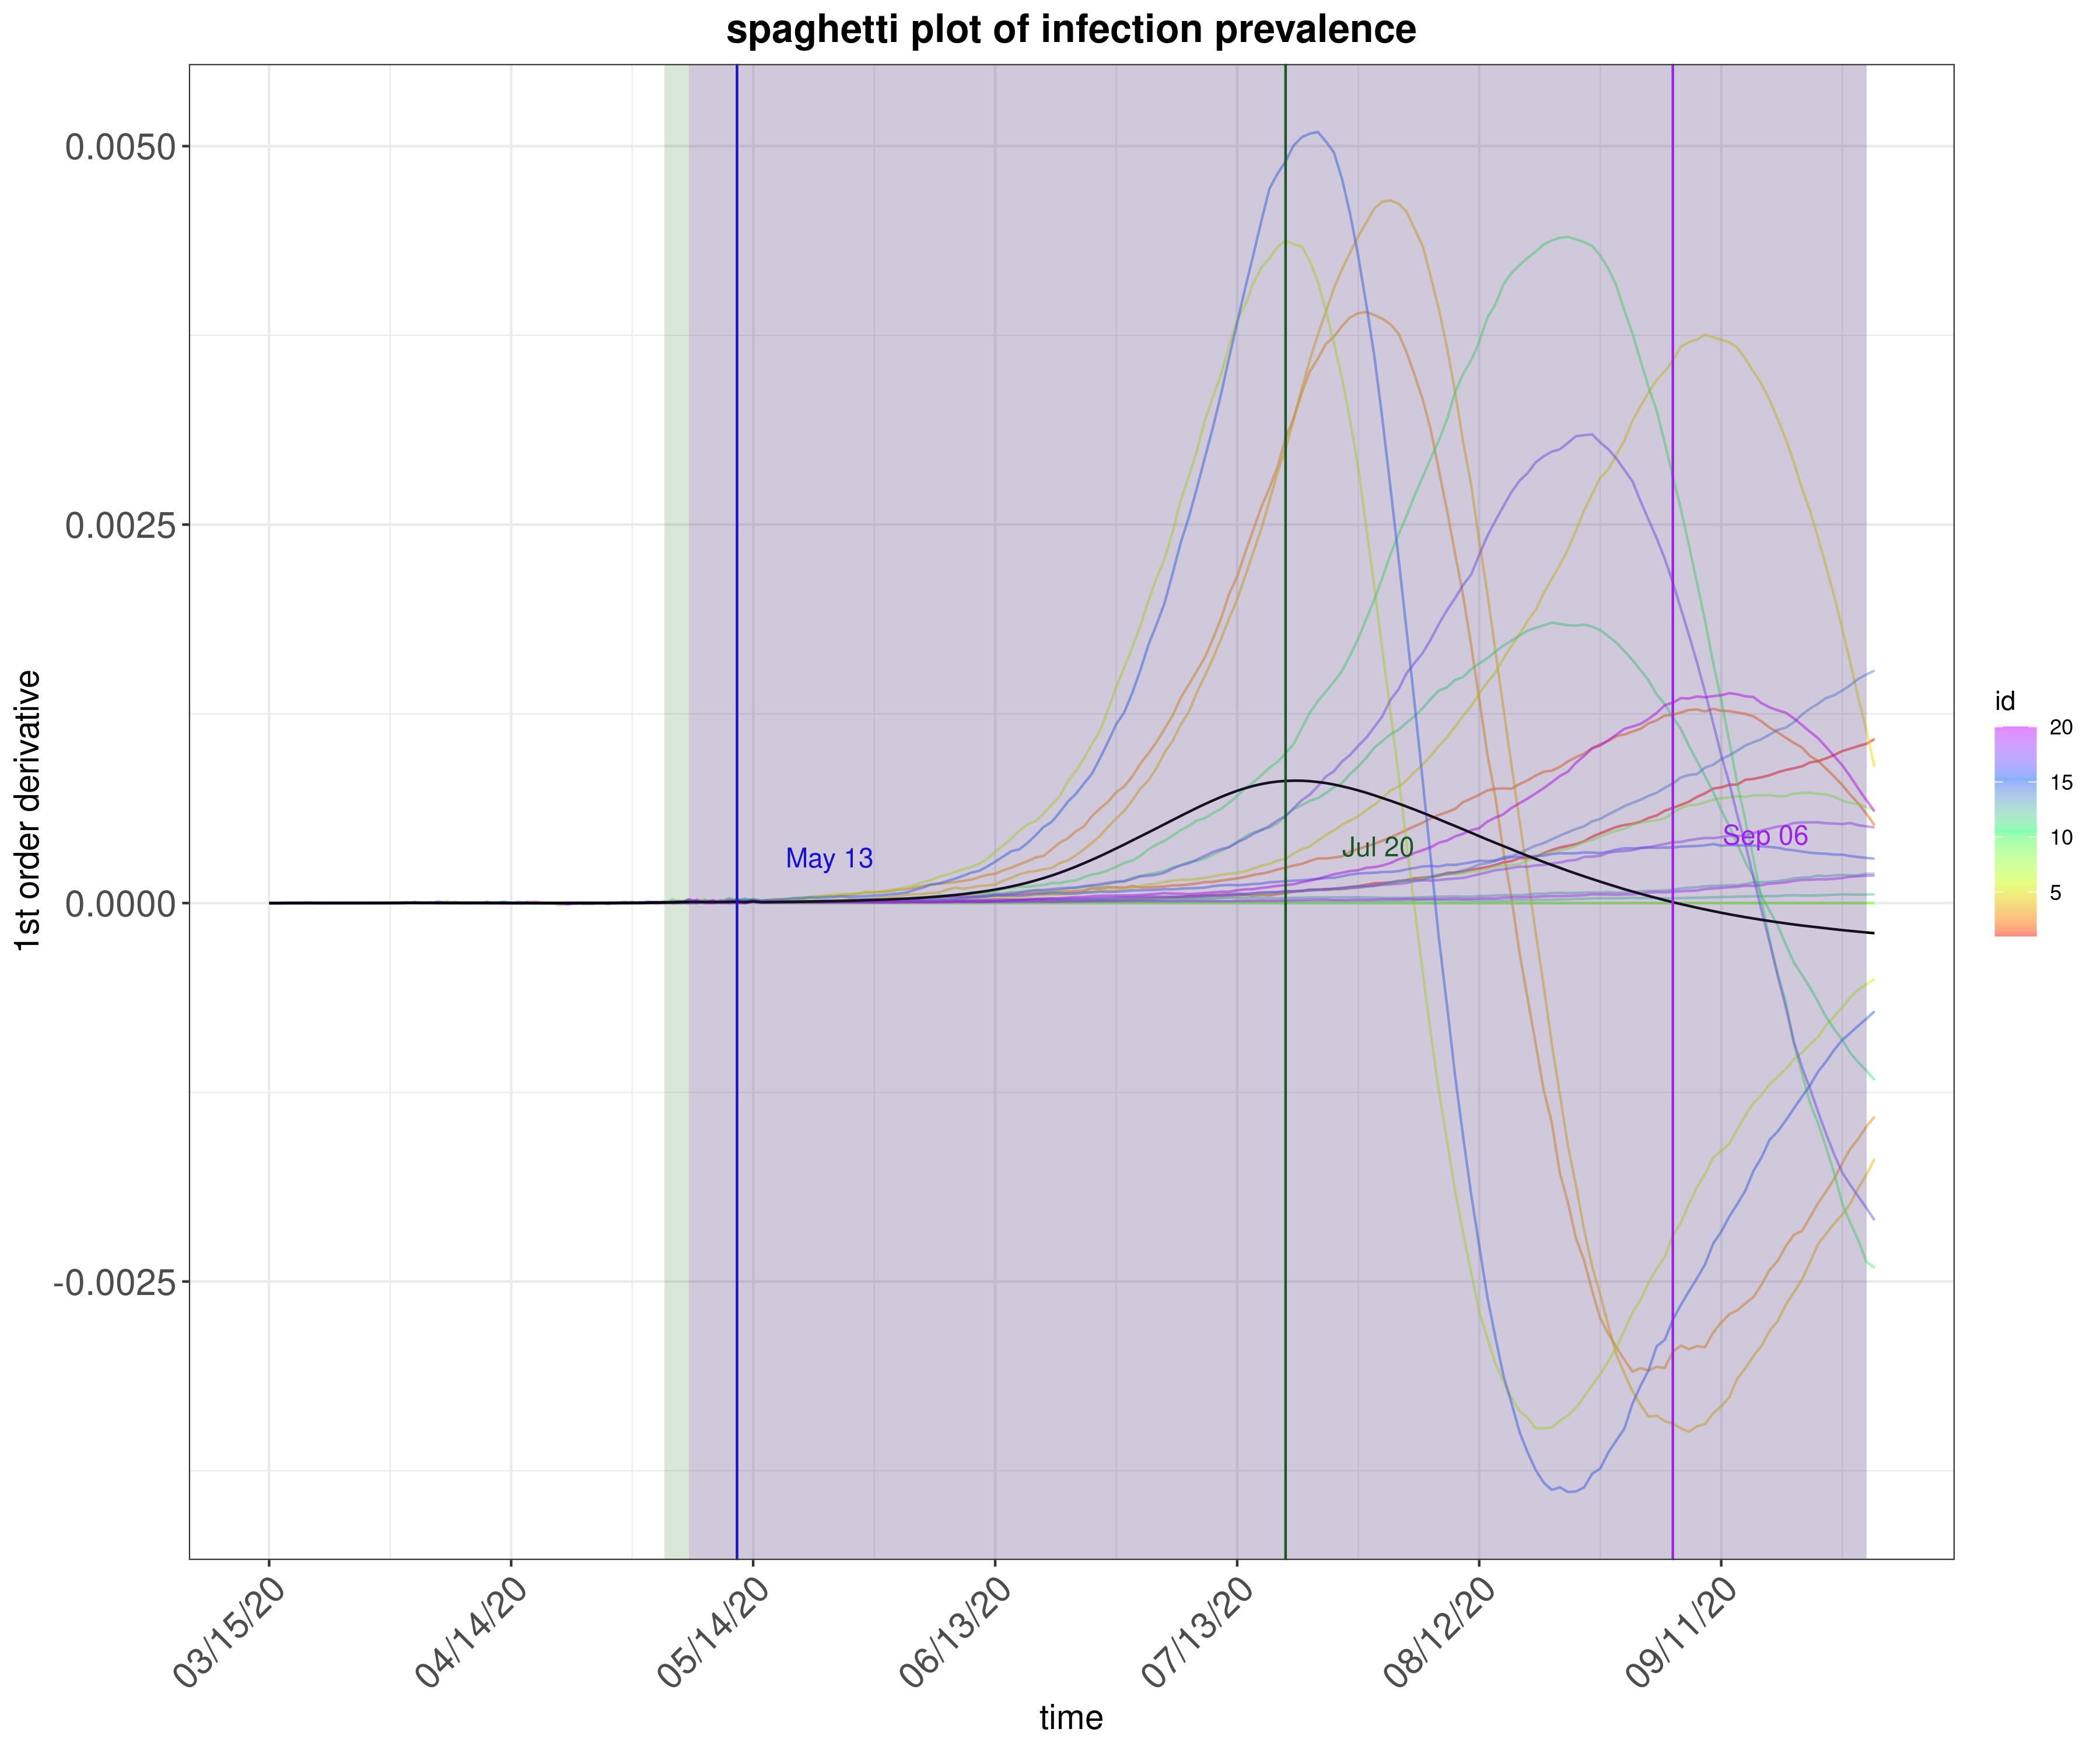 spaghetti plot of infection prevalence
0.0050
0.0025
0.0000
-0.0025
1st order derivative
May 13
Jul 20
Sep 06
id
20
15
10
5
03/15/20
04/14/20
05/14/20
06/13/20
07/13/20
08/12/20
09/11/20
time